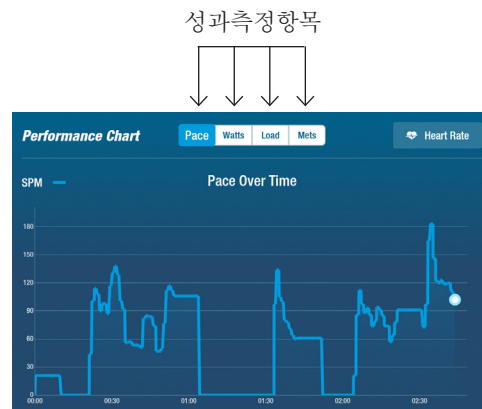 성과측정항목
Performance Chart
Pace Watts Load Mets
Heart Rate
SPM
Pace Over Time
180
150
120
90
60
30
0
00:00 00:30 01:00 01:30 02:00 02:30